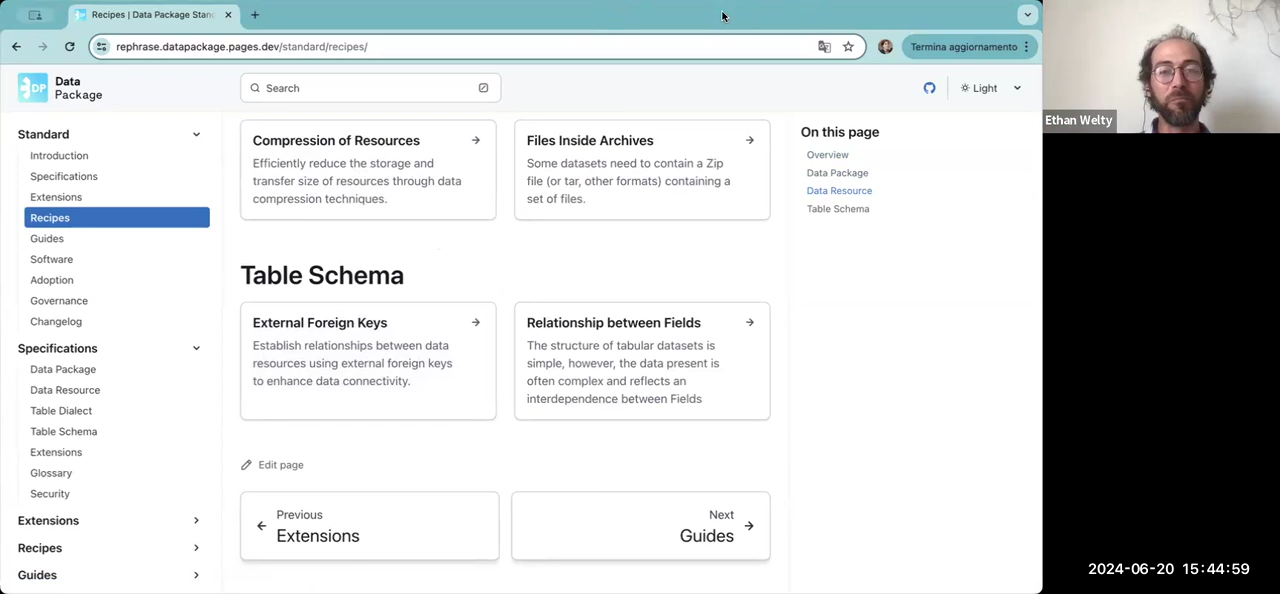 Recipes | Data Package Stan
rephrase.datapackage.pages.dev/standard/recipes/
Termina aggiornamento
DP
Data
Package
Search
Light
Standard
Introduction
Specifications
Extensions
Recipes
Guides
Software
Adoption
Governance
Changelog
Specifications
Data Package
Data Resource
Table Dialect
Table Schema
Extensions
Glossary
Security
Extensions
Recipes
Guides
Compression of Resources
Efficiently reduce the storage and
transfer size of resources through data
compression techniques.
Files Inside Archives
Some datasets need to contain a Zip
file (or tar, other formats) containing a
set of files.
Table Schema
External Foreign Keys
Establish relationships between data
resources using external foreign keys
to enhance data connectivity.
Relationship between Fields
The structure of tabular datasets is
simple, however, the data present is
often complex and reflects an
interdependence between Fields
Edit page
Previous
Extensions
Next
Guides
On this page
Overview
Data Package
Data Resource
Table Schema
Ethan Welty
2024-06-20 15:44:59